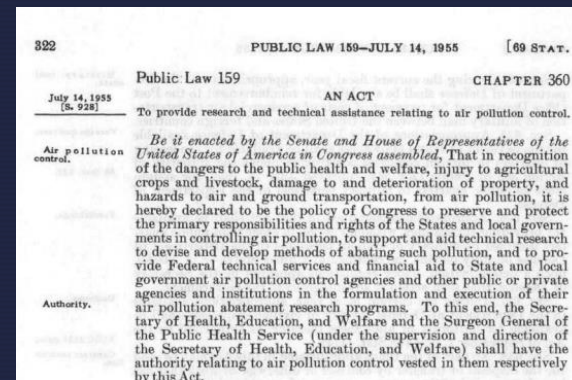 322 PUBLIC LAW 159—JULY 14, 1955 [69 STAT.
Public Law 159 CHAPTER 360
July 14, 1955
[S. 928]
AN ACT
To provide research and technical assistance relating to air pollution control.
Air pollution
control.
Be it enacted by the Senate and House of Representatives of the
United States of America in Congress assembled, That in recognition
of the dangers to the public health and welfare, injury to agricultural
crops and livestock, damage to and deterioration of property, and
hazards to air and ground transportation, from air pollution, it is
hereby declared to be the policy of Congress to preserve and protect
the primary responsibilities and rights of the States and local govern-
ments in controlling air pollution, to support and aid technical research
to devise and develop methods of abating such pollution, and to pro-
vide Federal technical services and financial aid to State and local
government air pollution control agencies and other public or private
agencies and institutions in the formulation and execution of their
Authority.
air pollution abatement research programs. To this end, the Secre-
tary of Health, Education, and Welfare and the Surgeon General of
the Public Health Service (under the supervision and direction of
the Secretary of Health, Education, and Welfare) shall have the
authority relating to air pollution control vested in them respectively
by this Act.